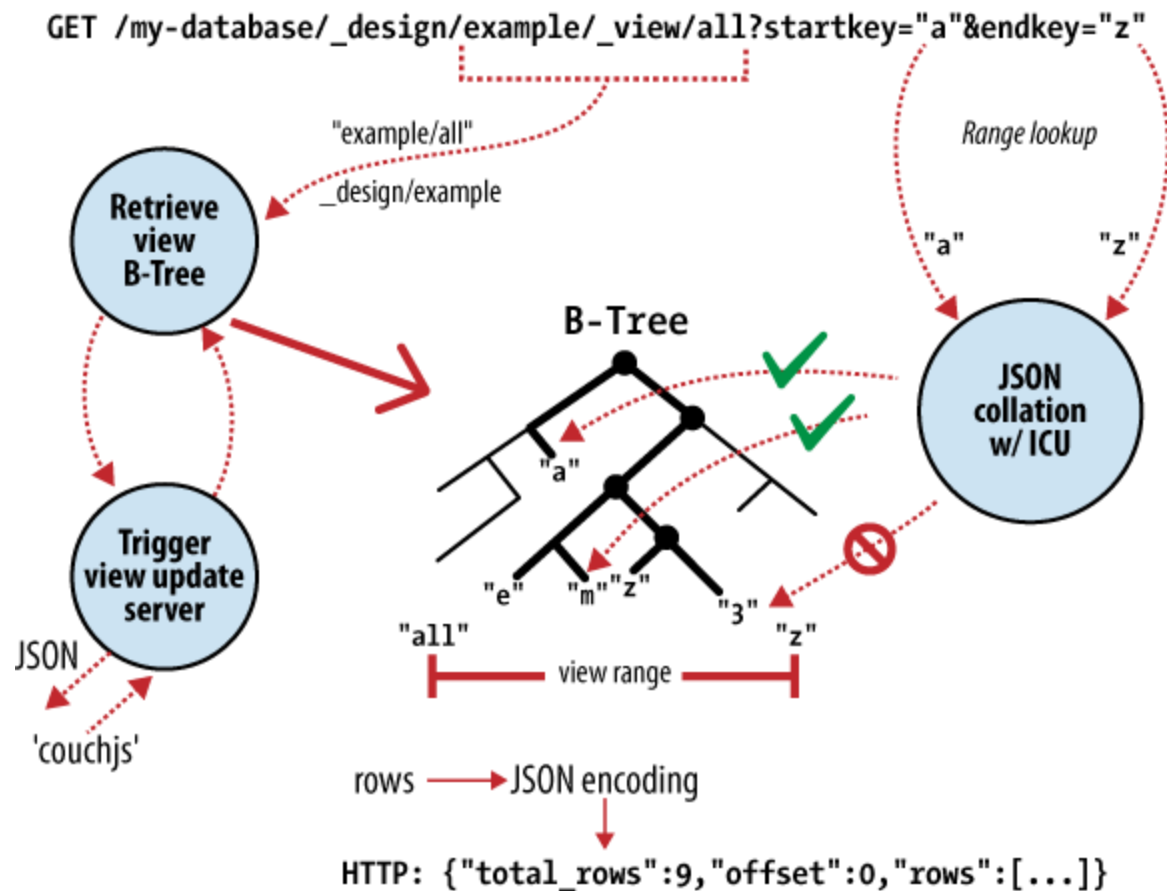 GET /my-database/_design/example/_view/all?startkey="a"&endkey="z"
"example/all"
_design/example
Range lookup
"a"
"z"
Retrieve
view
B-Tree
B-Tree
JSON
collation
w/ ICU
"a"
Trigger
view update
server
"e"
"m"
"z"
"3"
"all"
"z"
view range
JSON
'couchjs'
rows
JSON encoding
HTTP: {"total_rows":9,"offset":0,"rows":[...]}